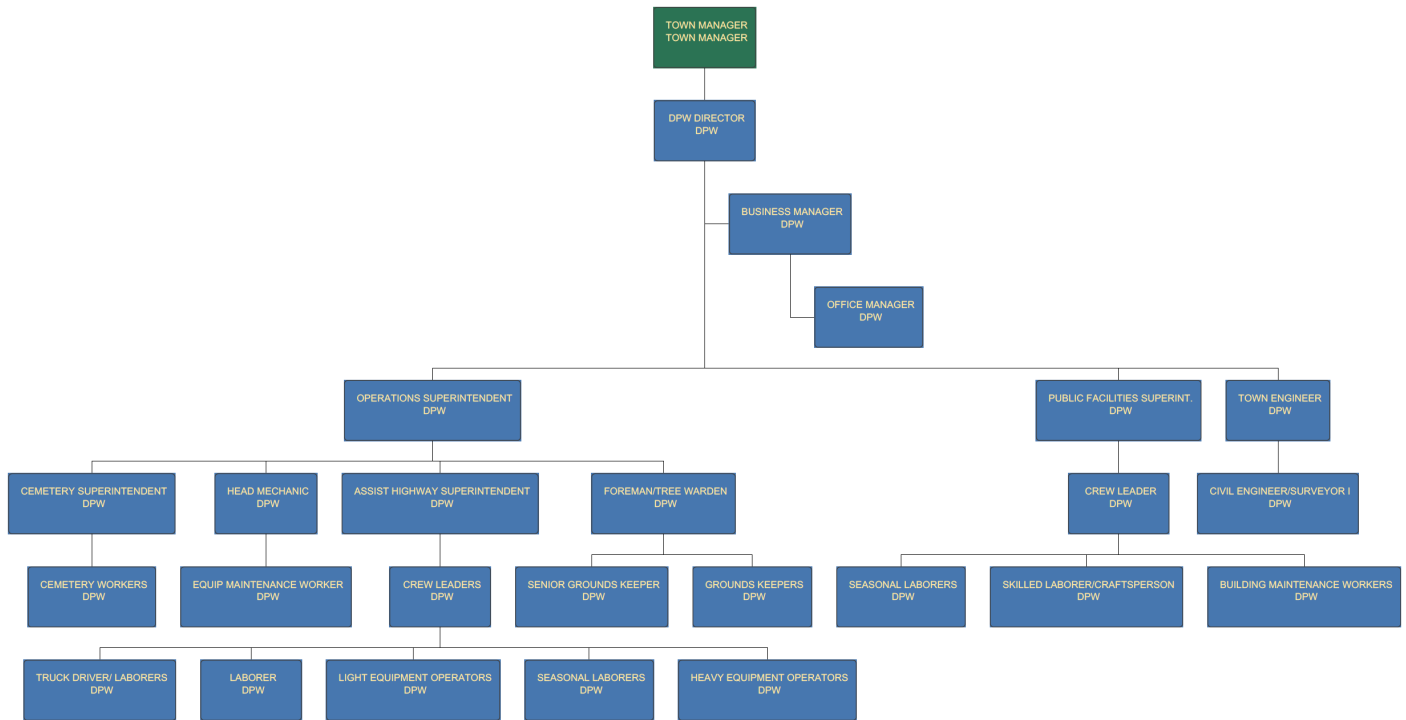 TOWN MANAGER
TOWN MANAGER
DPW DIRECTOR
DPW
BUSINESS MANAGER
DPW
OFFICE MANAGER
DPW
OPERATIONS SUPERINTENDENT
DPW
PUBLIC FACILITIES SUPERINT.
DPW
TOWN ENGINEER
DPW
CEMETERY SUPERINTENDENT
DPW
HEAD MECHANIC
DPW
ASSIST HIGHWAY SUPERINTENDENT
DPW
FOREMAN/TREE WARDEN
DPW
CREW LEADER
DPW
CIVIL ENGINEER/SURVEYOR I
DPW
CEMETERY WORKERS
DPW
EQUIP MAINTENANCE WORKER
DPW
CREW LEADERS
DPW
SENIOR GROUNDS KEEPER
DPW
GROUNDS KEEPERS
DPW
SEASONAL LABORERS
DPW
SKILLED LABORER/CRAFTSPERSON
DPW
BUILDING MAINTENANCE WORKERS
DPW
TRUCK DRIVER/ LABORERS
DPW
LABORER
DPW
LIGHT EQUIPMENT OPERATORS
DPW
SEASONAL LABORERS
DPW
HEAVY EQUIPMENT OPERATORS
DPW